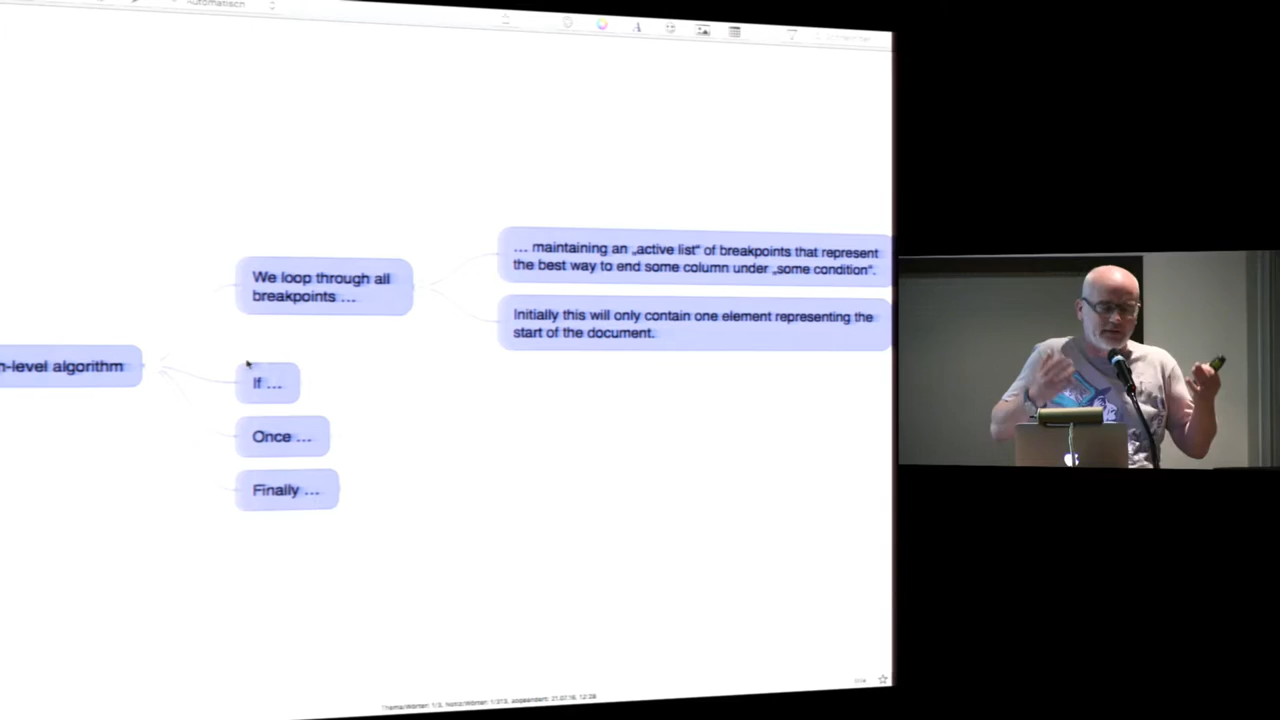 Automatisch
A
We loop through all
breakpoints …
… maintaining an „active list“ of breakpoints that represent
the best way to end some column under „some condition“.
Initially this will only contain one element representing the
start of the document.
h-level algorithm
If …
Once …
Finally …